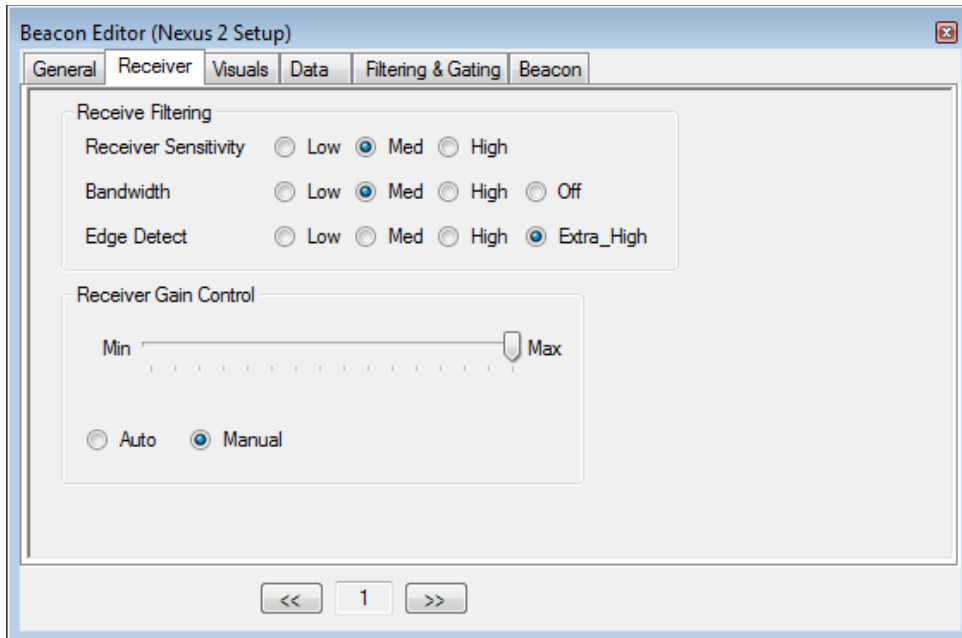 Beacon Editor (Nexus 2 Setup)
General Receiver Visuals Data Filtering & Gating Beacon
Receive Filtering
Receiver Sensitivity Low Med High
Bandwidth Low Med High Off
Edge Detect Low Med High Extra_High
Receiver Gain Control
Min Max
Auto Manual
<< 1 >>